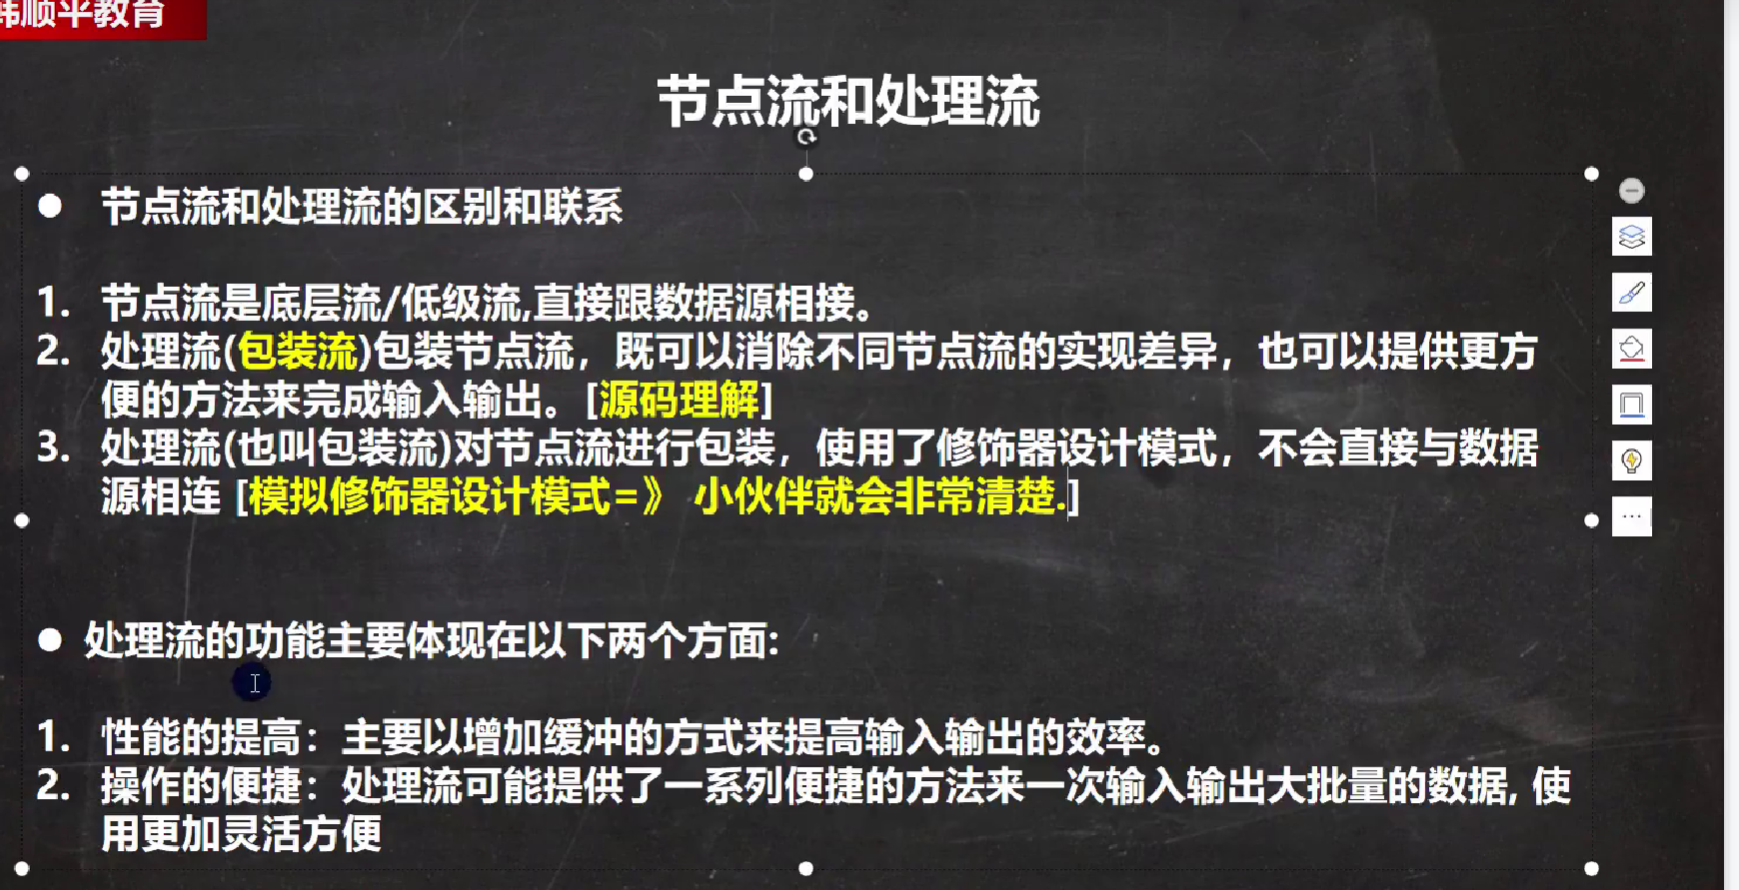 韩顺平教育
节点流和处理流
● 节点流和处理流的区别和联系
1. 节点流是底层流/低级流,直接跟数据源相接。
2. 处理流(包装流)包装节点流，既可以消除不同节点流的实现差异，也可以提供更方
便的方法来完成输入输出。[源码理解]
3. 处理流(也叫包装流)对节点流进行包装，使用了修饰器设计模式，不会直接与数据
源相连 [模拟修饰器设计模式=》 小伙伴就会非常清楚.]
● 处理流的功能主要体现在以下两个方面:
1. 性能的提高：主要以增加缓冲的方式来提高输入输出的效率。
2. 操作的便捷：处理流可能提供了一系列便捷的方法来一次输入输出大批量的数据, 使
用更加灵活方便